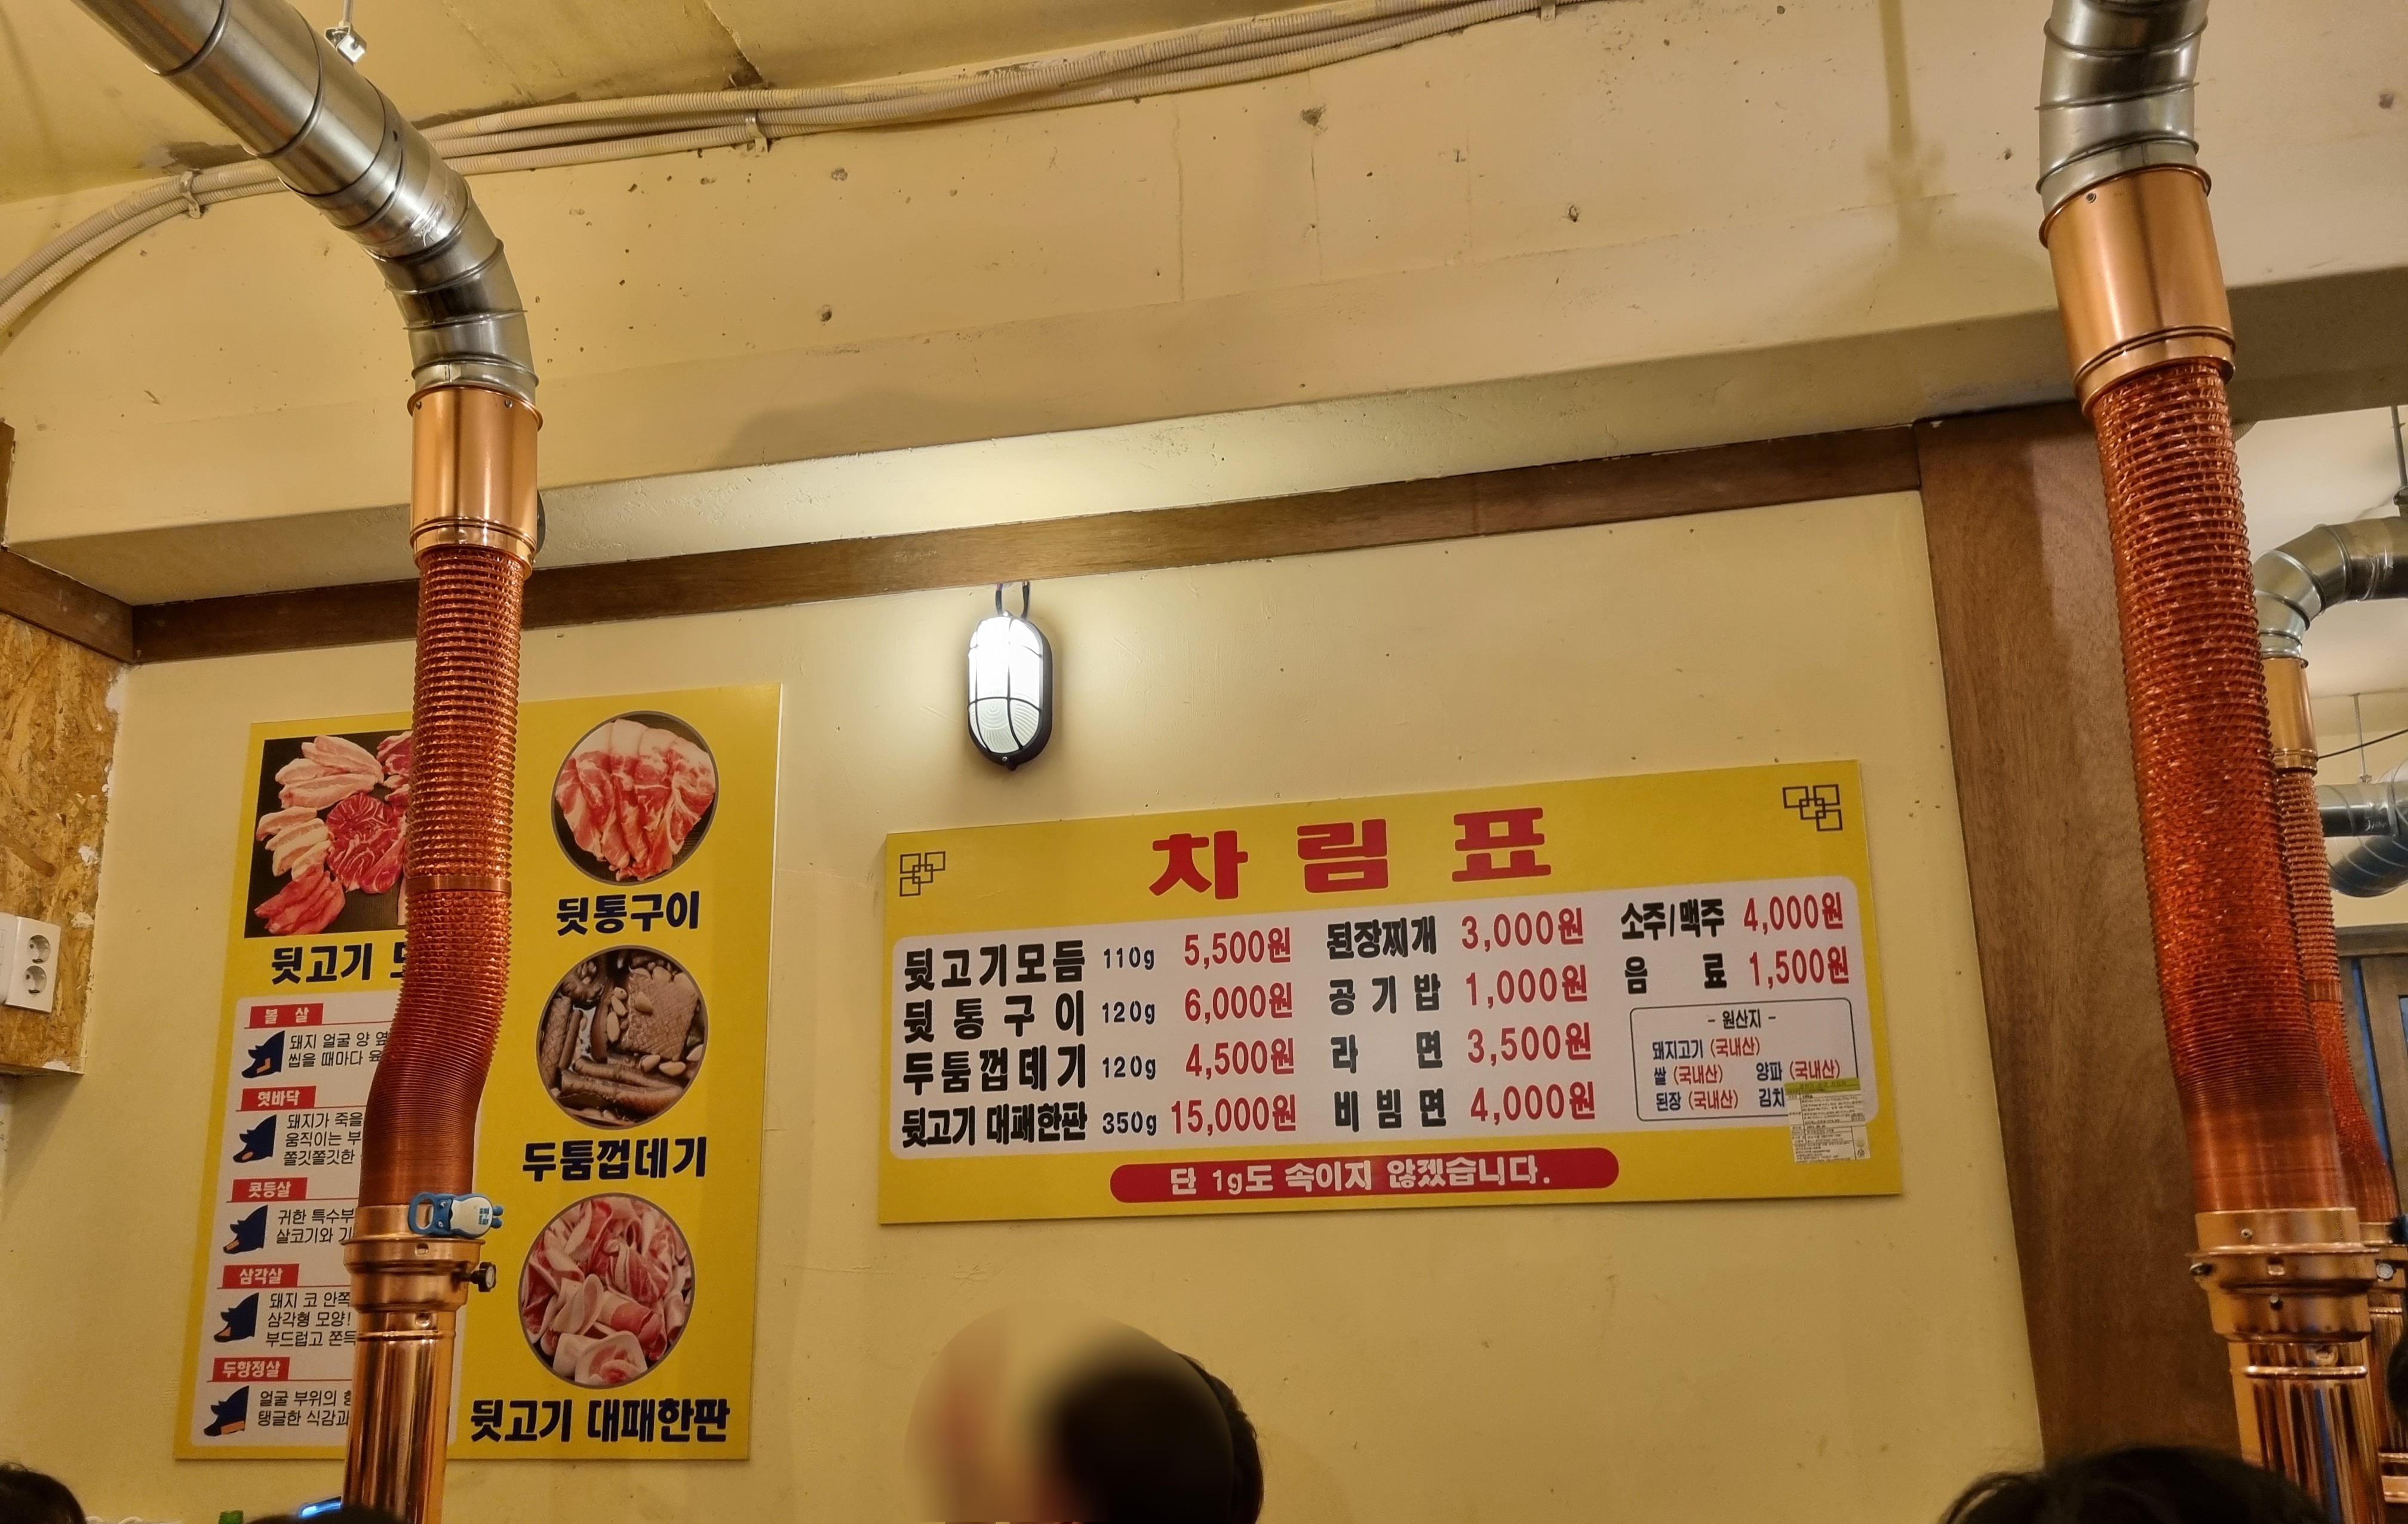 뒷고기
볼 살
돼지 얼굴 양 옆
씹을 때마다
혓바닥
돼지가 죽을
움직이는 부
쫄깃쫄깃한
콧등살
귀한 특수부
살코기와 기
삼각살
돼지 코 안쪽
삼각형 모양!
부드럽고 쫀득
두항정살
얼굴 부위의
탱글한 식감과
뒷통구이
두툼껍데기
뒷고기 대패한판
차림표
뒷고기모듬 110g 5,500원
뒷통구이 120g 6,000원
두툼껍데기 120g 4,500원
뒷고기 대패한판 350g 15,000원
된장찌개 3,000원
공기밥 1,000원
라면 3,500원
비빔면 4,000원
소주/맥주 4,000원
음료 1,500원
- 원산지 -
돼지고기 (국내산)
쌀 (국내산) 양파 (국내산)
된장 (국내산) 김치
단 1g도 속이지 않겠습니다.